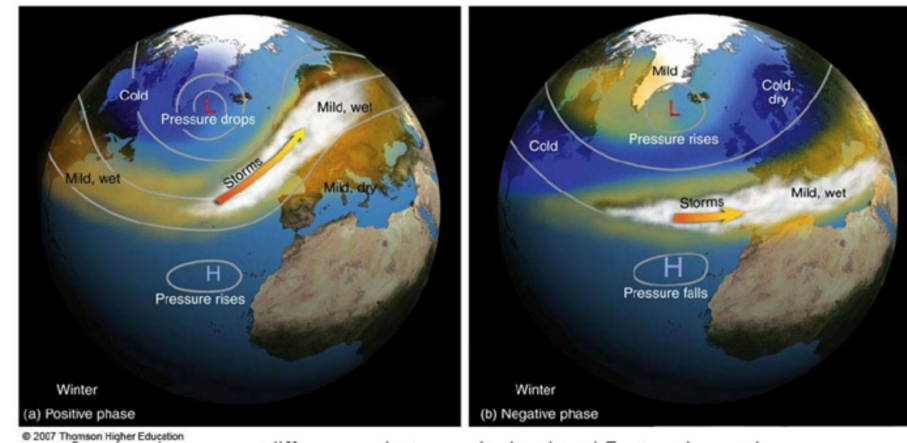 Cold
L
Pressure drops
Mild, wet
Mild, wet
Storms
Mild, dry
H
Pressure rises
Winter
(a) Positive phase
Mild
Cold,
dry
L
Pressure rises
Cold
Storms
Mild, wet
H
Pressure falls
Winter
(b) Negative phase
© 2007 Thomson Higher Education